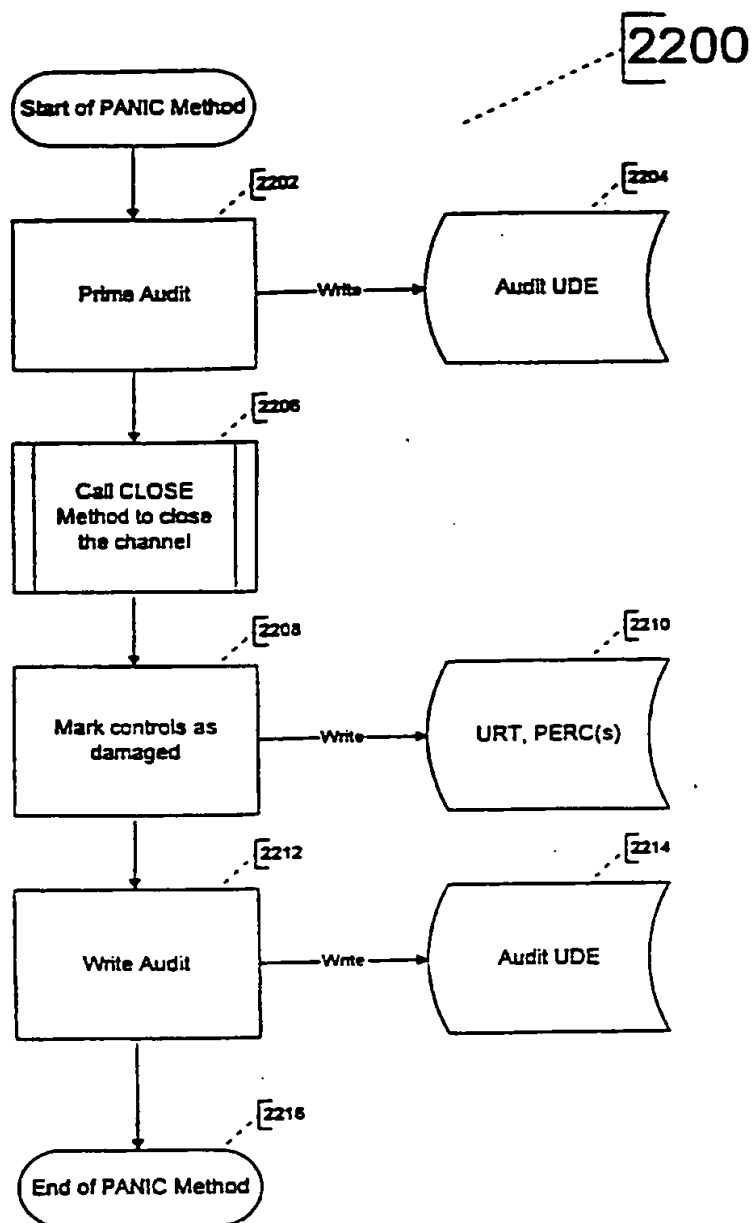 2200
Start of PANIC Method
2202
2204
Prime Audit
Write
Audit UDE
2206
Call CLOSE
Method to close
the channel
2208
2210
Mark controls as
damaged
Write
URT, PERC(s)
2212
2214
Write Audit
Write
Audit UDE
2216
End of PANIC Method